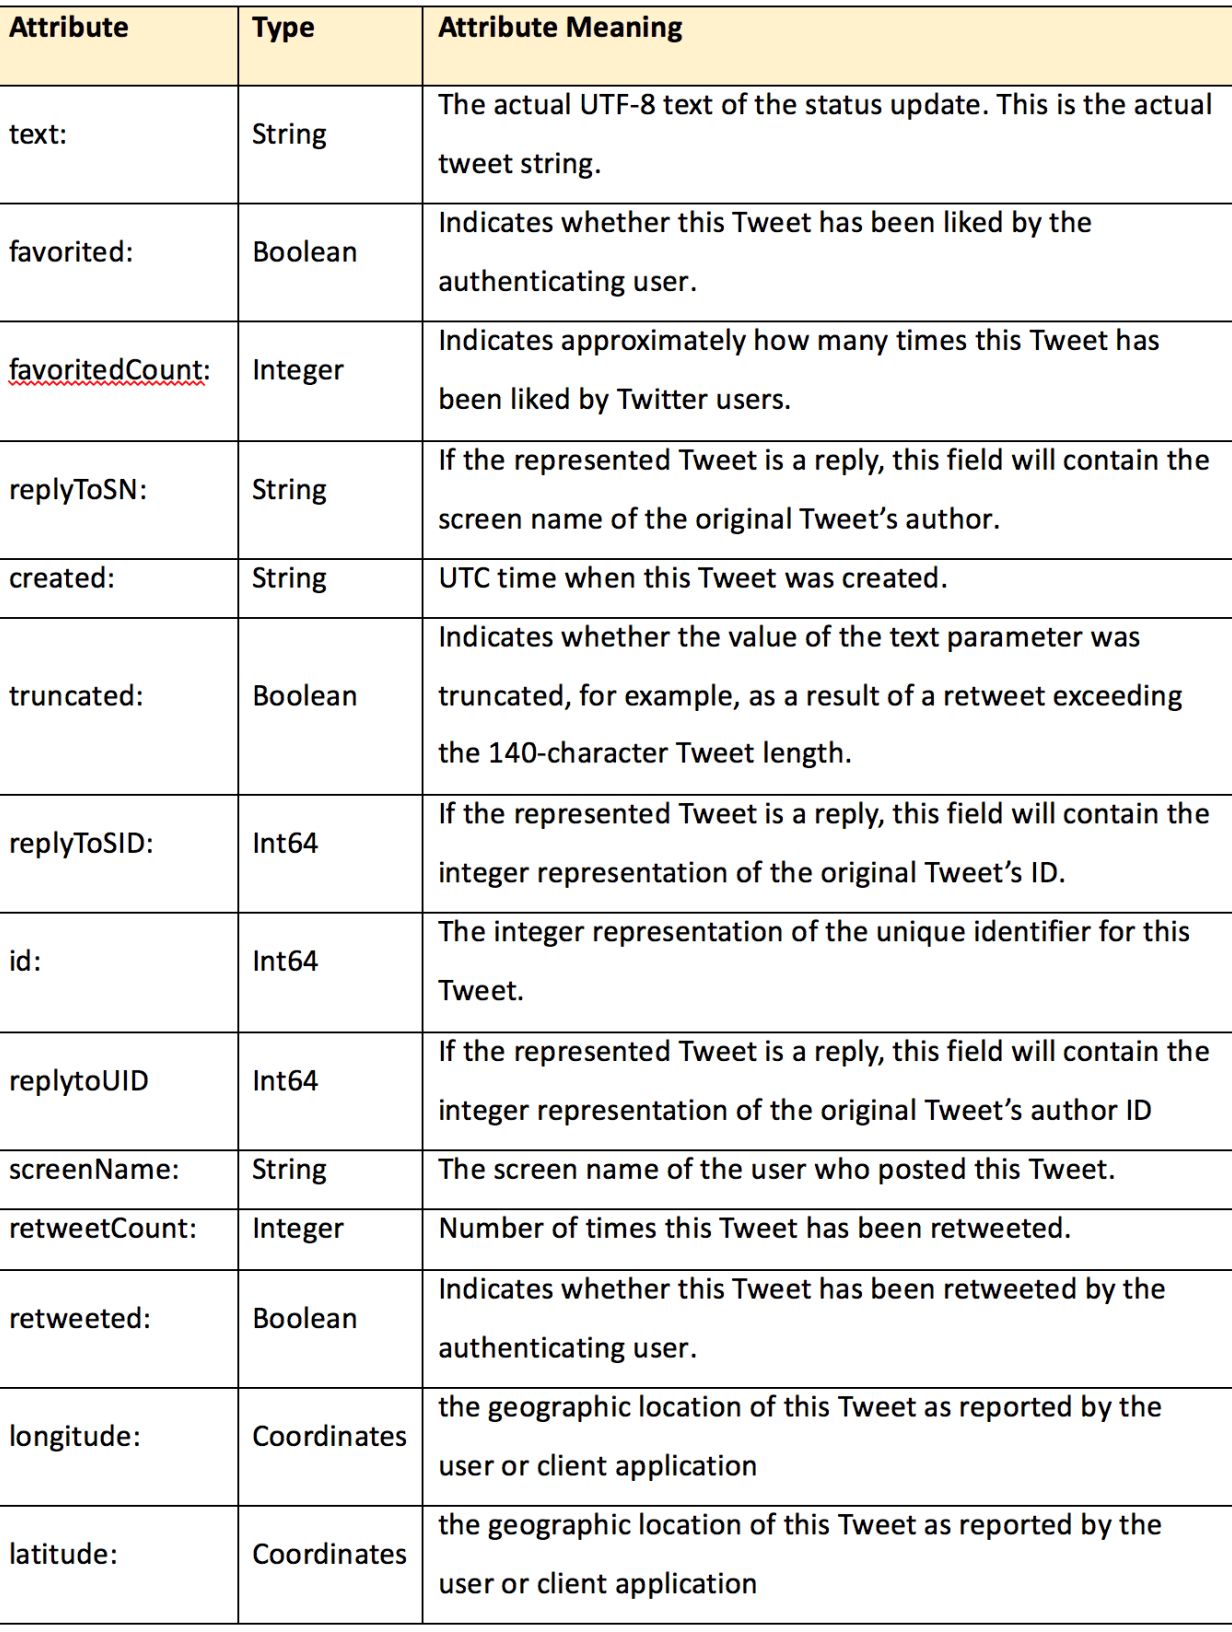 Attribute Type Attribute Meaning
text: String The actual UTF-8 text of the status update. This is the actual
tweet string.
favorited: Boolean Indicates whether this Tweet has been liked by the
authenticating user.
favoritedCount: Integer Indicates approximately how many times this Tweet has
been liked by Twitter users.
replyToSN: String If the represented Tweet is a reply, this field will contain the
screen name of the original Tweet’s author.
created: String UTC time when this Tweet was created.
truncated: Boolean Indicates whether the value of the text parameter was
truncated, for example, as a result of a retweet exceeding
the 140-character Tweet length.
replyToSID: Int64 If the represented Tweet is a reply, this field will contain the
integer representation of the original Tweet’s ID.
id: Int64 The integer representation of the unique identifier for this
Tweet.
replytoUID Int64 If the represented Tweet is a reply, this field will contain the
integer representation of the original Tweet’s author ID
screenName: String The screen name of the user who posted this Tweet.
retweetCount: Integer Number of times this Tweet has been retweeted.
retweeted: Boolean Indicates whether this Tweet has been retweeted by the
authenticating user.
longitude: Coordinates the geographic location of this Tweet as reported by the
user or client application
latitude: Coordinates the geographic location of this Tweet as reported by the
user or client application